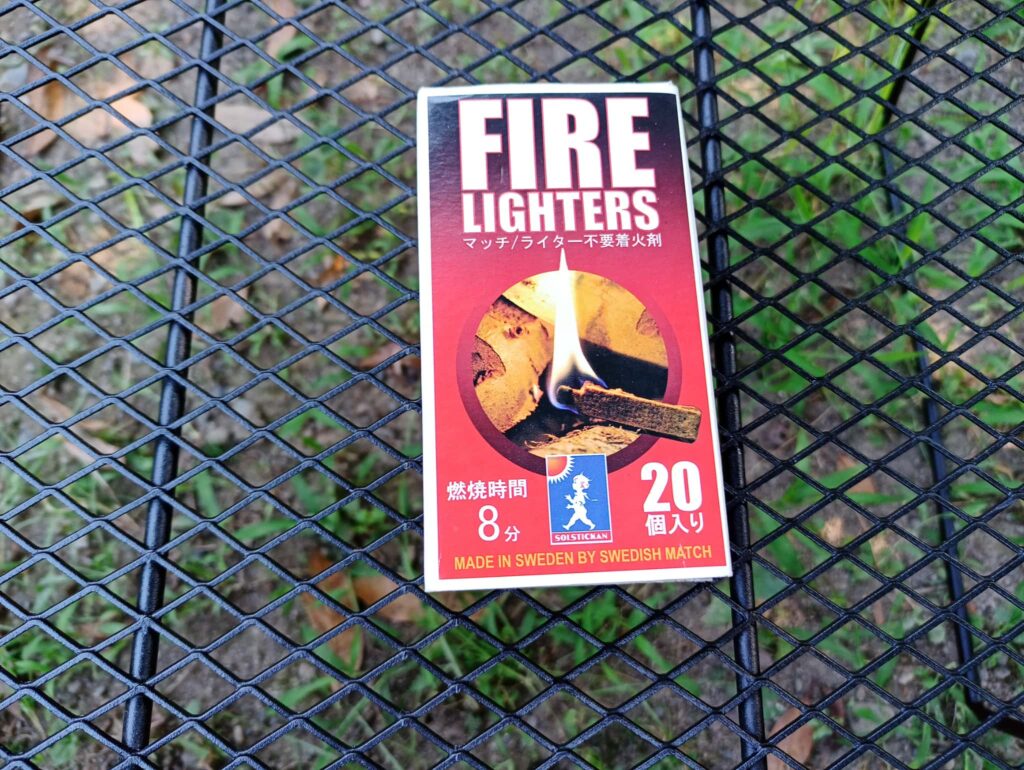 FIRE
LIGHTERS
マッチ/ライター不要着火剤
燃焼時間
8分
SOLSTICKAN
20
個入り
MADE IN SWEDEN BY SWEDISH MATCH